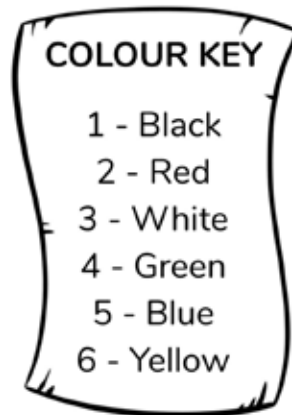 COLOUR KEY
1 - Black
2 - Red
3 - White
4 - Green
5 - Blue
6 - Yellow